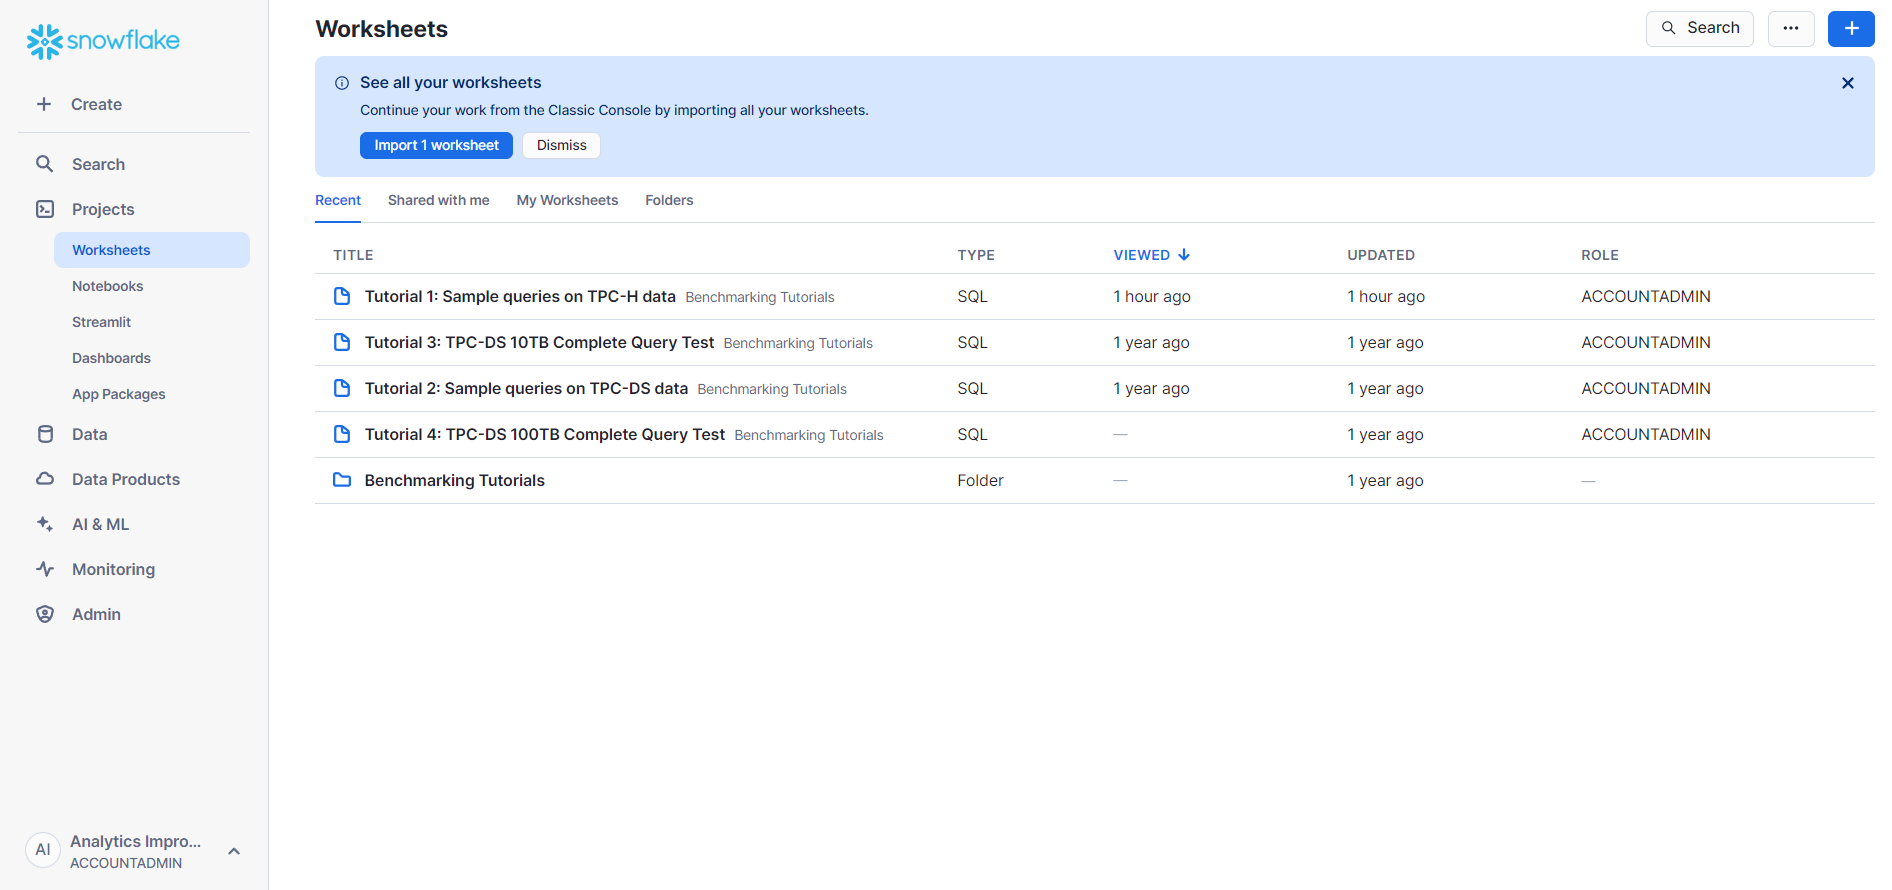 snowflake
Create
Search
Projects
Worksheets
Notebooks
Streamlit
Dashboards
App Packages
Data
Data Products
AI & ML
Monitoring
Admin
AI
Analytics Impro...
ACCOUNTADMIN
Worksheets
Search
See all your worksheets
Continue your work from the Classic Console by importing all your worksheets.
Import 1 worksheet Dismiss
Recent Shared with me My Worksheets Folders
TITLE TYPE VIEWED UPDATED ROLE
Tutorial 1: Sample queries on TPC-H data Benchmarking Tutorials SQL 1 hour ago 1 hour ago ACCOUNTADMIN
Tutorial 3: TPC-DS 10TB Complete Query Test Benchmarking Tutorials SQL 1 year ago 1 year ago ACCOUNTADMIN
Tutorial 2: Sample queries on TPC-DS data Benchmarking Tutorials SQL 1 year ago 1 year ago ACCOUNTADMIN
Tutorial 4: TPC-DS 100TB Complete Query Test Benchmarking Tutorials SQL — 1 year ago ACCOUNTADMIN
Benchmarking Tutorials Folder — 1 year ago —